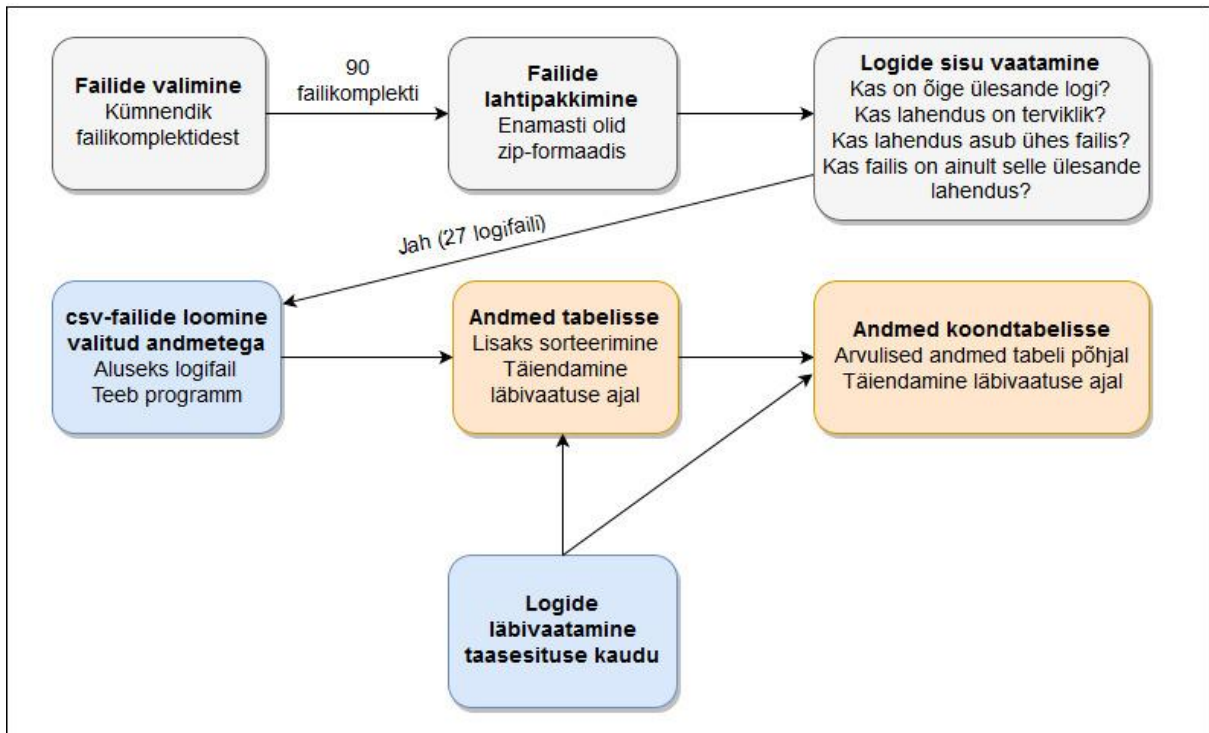 Failide valimine
Kümnendik
failikomplektidest
90
failikomplekti
Failide
lahtipakkimine
Enamasti olid
zip-formaadis
Logide sisu vaatamine
Kas on õige ülesande logi?
Kas lahendus on terviklik?
Kas lahendus asub ühes failis?
Kas failis on ainult selle ülesande
lahendus?
Jah (27 logifaili)
csv-failide loomine
valitud andmetega
Aluseks logifail
Teeb programm
Andmed tabelisse
Lisaks sorteerimine
Täiendamine
läbivaatuse ajal
Andmed koondtabelisse
Arvulised andmed tabeli põhjal
Täiendamine läbivaatuse ajal
Logide
läbivaatamine
taasesituse kaudu